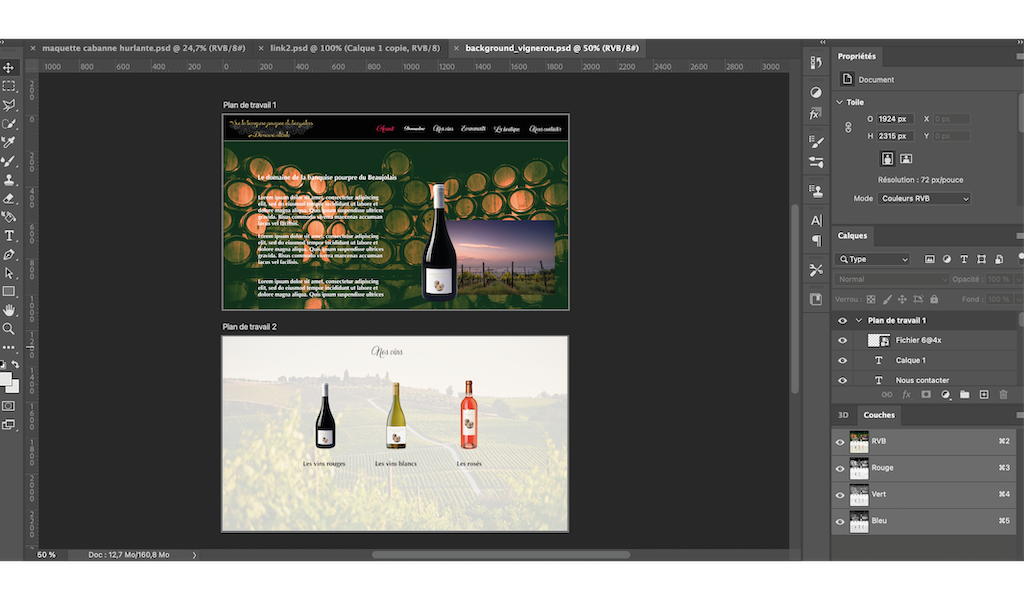 maquette cabanne hurlante.psd @ 24,7% (RVB/8#)
link2.psd @ 100% (Calque 1 copie, RVB/8)
background_vigneron.psd @ 50% (RVB/8#)
1000 800 600 400 200 0 200 400 600 800 1000 1200 1400 1600 1800 2000 2200 2400 2600 2800 3000
Plan de travail 1
Accueil Domaine Nos vins Evenements La boutique Nous contacter
Le domaine de la banquise pourpre du Beaujolais
Lorem ipsum dolor sit amet, consectetur adipiscing
elit, sed do eiusmod tempor incididunt ut labore et
dolore magna aliqua. Quis ipsum suspendisse ultrices
gravida. Risus commodo viverra maecenas accumsan
lacus vel facilisis.
Lorem ipsum dolor sit amet, consectetur adipiscing
elit, sed do eiusmod tempor incididunt ut labore et
dolore magna aliqua. Quis ipsum suspendisse ultrices
gravida. Risus commodo viverra maecenas accumsan
lacus vel facilisis.
Lorem ipsum dolor sit amet, consectetur adipiscing
elit, sed do eiusmod tempor incididunt ut labore et
dolore magna aliqua. Quis ipsum suspendisse ultrices
Plan de travail 2
Nos vins
Les vins rouges Les vins blancs Les rosés
50 % Doc : 12,7 Mo/160,8 Mo
Propriétés
Document
Toile
O 1924 px X 0 px
H 2315 px Y 0 px
Résolution : 72 px/pouce
Mode Couleurs RVB
Calques
Type
Normal Opacité : 100 %
Verrou : Fond : 100 %
Plan de travail 1
Fichier 6@4x
Calque 1
Nous contacter
3D Couches
RVB ⌘2
Rouge ⌘3
Vert ⌘4
Bleu ⌘5